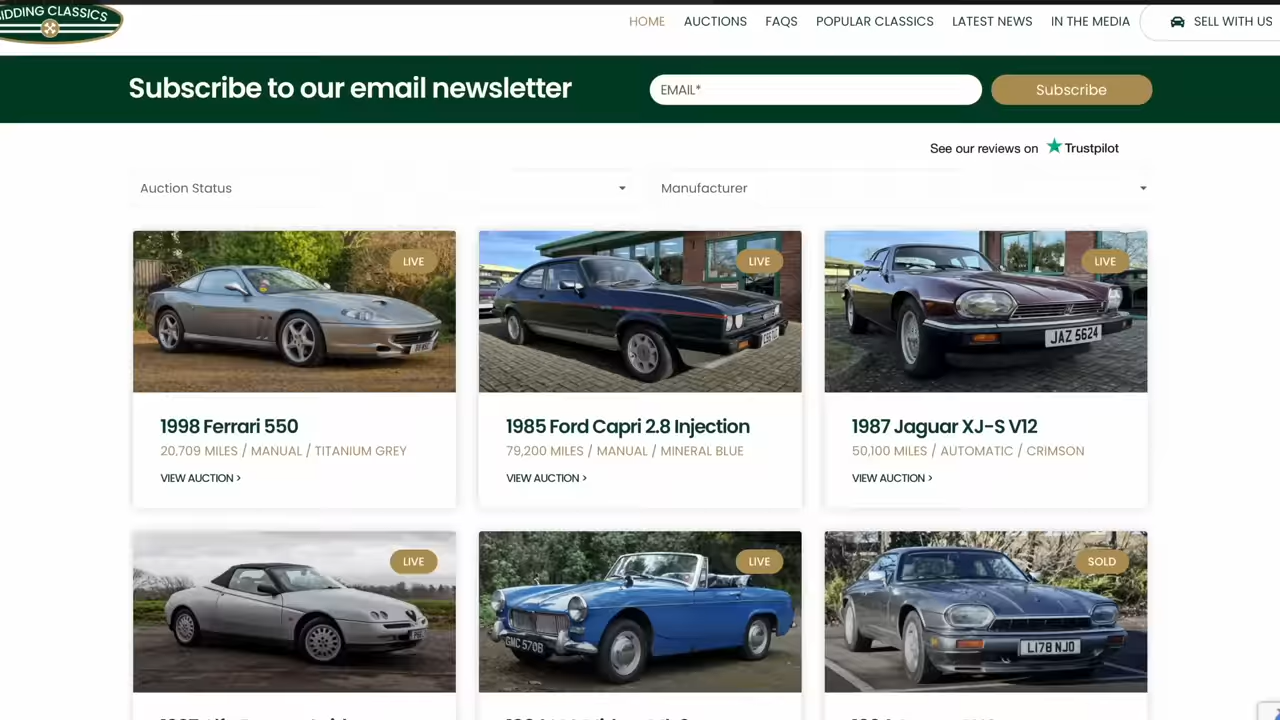 BIDDING CLASSICS
HOME AUCTIONS FAQS POPULAR CLASSICS LATEST NEWS IN THE MEDIA SELL WITH US
Subscribe to our email newsletter
EMAIL*
Subscribe
See our reviews on Trustpilot
Auction Status
Manufacturer
LIVE
LIVE
LIVE
JAZ 5624
1998 Ferrari 550
20,709 MILES / MANUAL / TITANIUM GREY
VIEW AUCTION >
1985 Ford Capri 2.8 Injection
79,200 MILES / MANUAL / MINERAL BLUE
VIEW AUCTION >
1987 Jaguar XJ-S V12
50,100 MILES / AUTOMATIC / CRIMSON
VIEW AUCTION >
LIVE
LIVE
GMC 570B
SOLD
L178 NJO